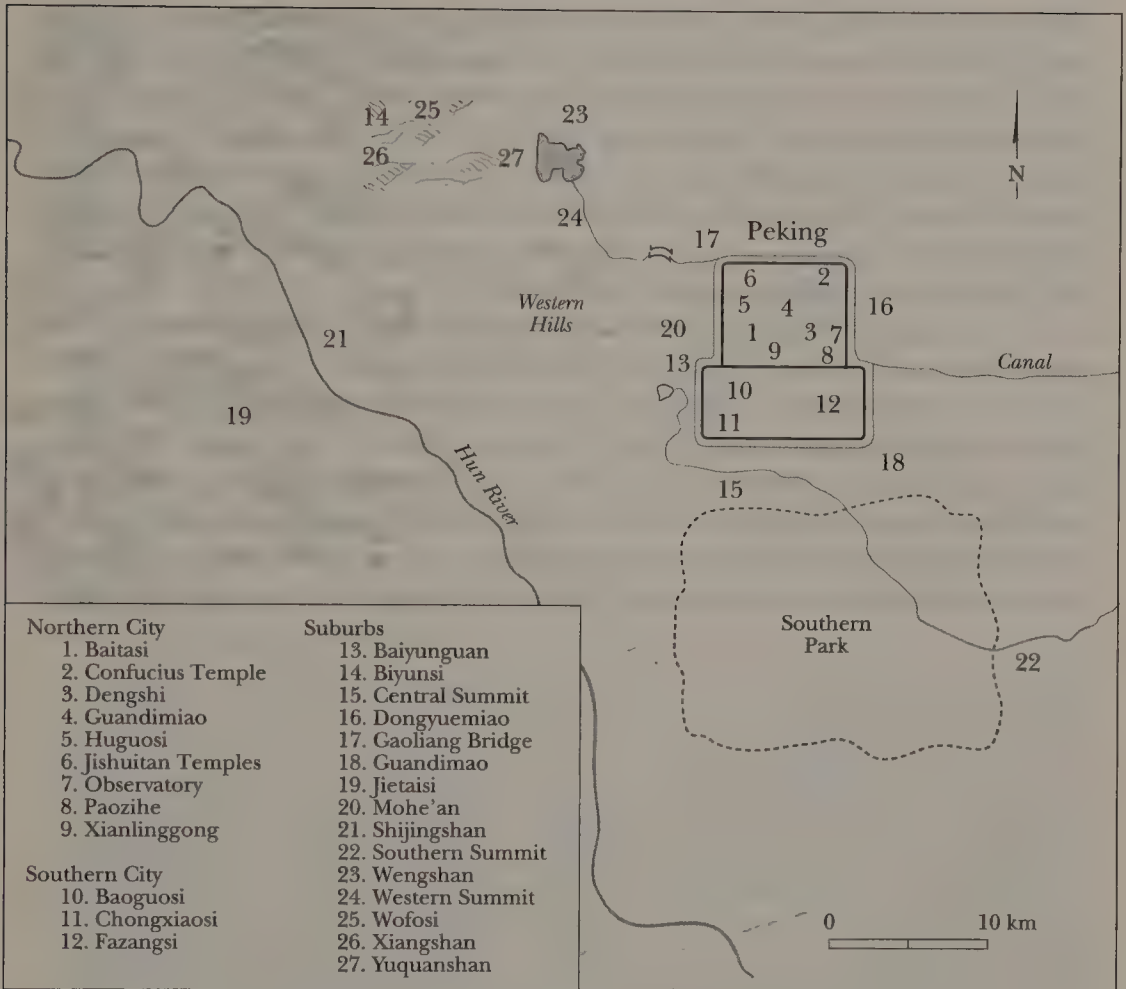 14
25
23
26
27
N
24
17
Peking
6
2
5
4
16
Western
Hills
20
1
3
7
21
9
8
13
Canal
10
12
19
11
Hun River
18
15
Southern
Park
22
Northern City
1. Baitasi
2. Confucius Temple
3. Dengshi
4. Guandimiao
5. Huguosi
6. Jishuitan Temples
7. Observatory
8. Paozihe
9. Xianlinggong
Southern City
10. Baoguosi
11. Chongxiaosi
12. Fazangsi
Suburbs
13. Baiyunguan
14. Biyunsi
15. Central Summit
16. Dongyuemiao
17. Gaoliang Bridge
18. Guandimao
19. Jietaisi
20. Mohe'an
21. Shijingshan
22. Southern Summit
23. Wengshan
24. Western Summit
25. Wofosi
26. Xiangshan
27. Yuquanshan
0 10 km